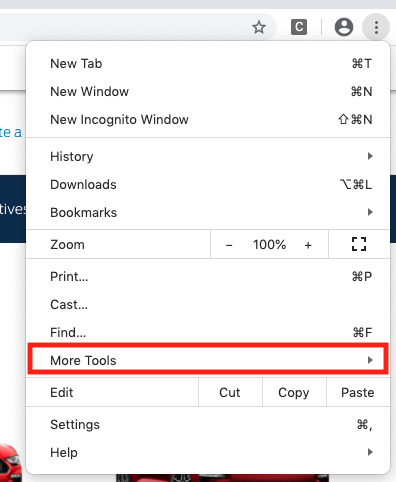 C
New Tab ⌘T
New Window ⌘N
New Incognito Window ⇧⌘N
te a
History
Downloads ⌥⌘L
Bookmarks
tives
Zoom − 100% +
Print... ⌘P
Cast...
Find... ⌘F
More Tools
Edit Cut Copy Paste
Settings ⌘,
Help